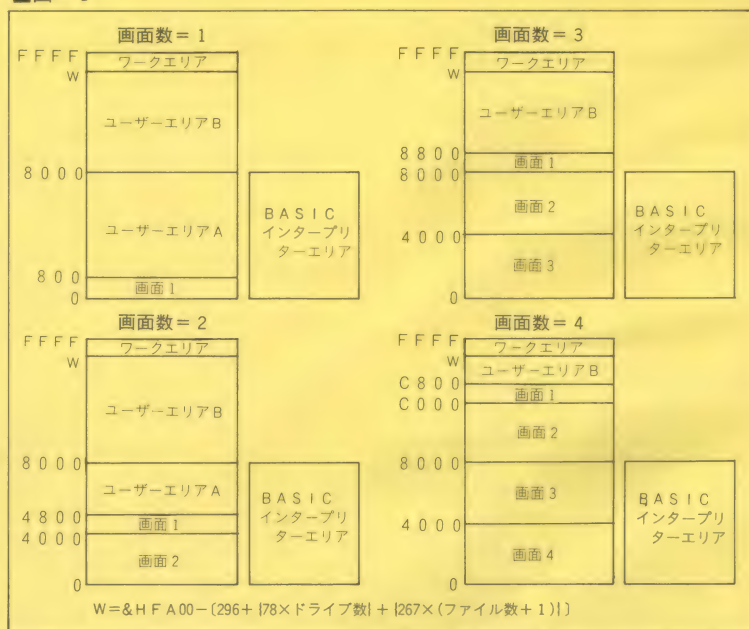 画面数= 1
FFFF
ワークエリア
W
ユーザーエリアB
8000
ユーザーエリアA
BASIC
インタープリ
ターエリア
800
画面1
0
画面数= 3
FFFF
ワークエリア
W
ユーザーエリアB
8800
画面1
8000
画面2
BASIC
インタープリ
ターエリア
4000
画面3
0
画面数= 2
FFFF
ワークエリア
W
ユーザーエリアB
8000
ユーザーエリアA
BASIC
インタープリ
ターエリア
4800
画面1
4000
画面2
0
画面数= 4
FFFF
ワークエリア
W
ユーザーエリアB
C800
画面1
C000
画面2
8000
画面3
BASIC
インタープリ
ターエリア
4000
画面4
0
W=&HFA00−[296+{78×ドライブ数}+{267×(ファイル数+1)}]